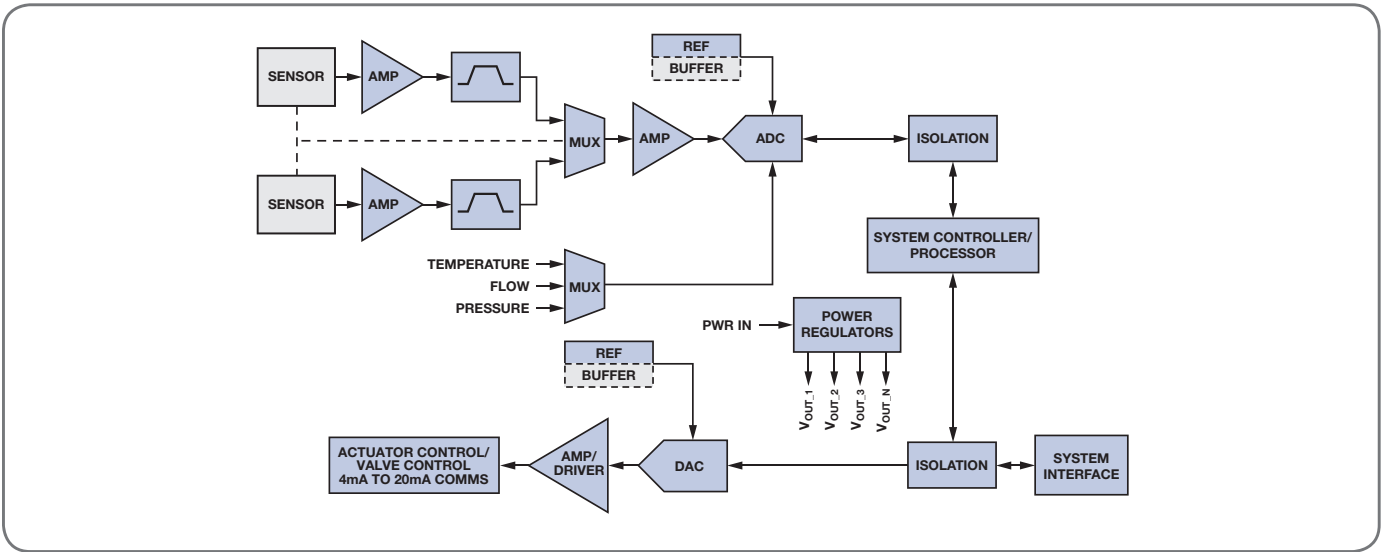 REF
BUFFER
SENSOR
AMP
MUX
AMP
ADC
ISOLATION
SENSOR
AMP
SYSTEM CONTROLLER/
PROCESSOR
TEMPERATURE
FLOW
PRESSURE
MUX
PWR IN
POWER
REGULATORS
VOUT_1
VOUT_2
VOUT_3
VOUT_N
REF
BUFFER
ACTUATOR CONTROL/
VALVE CONTROL
4mA TO 20mA COMMS
AMP/
DRIVER
DAC
ISOLATION
SYSTEM
INTERFACE